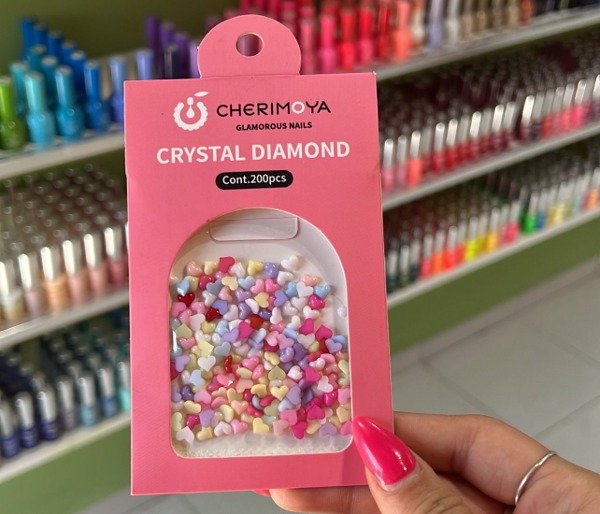 CHERIMOYA
GLAMOROUS NAILS
CRYSTAL DIAMOND
Cont.200pcs